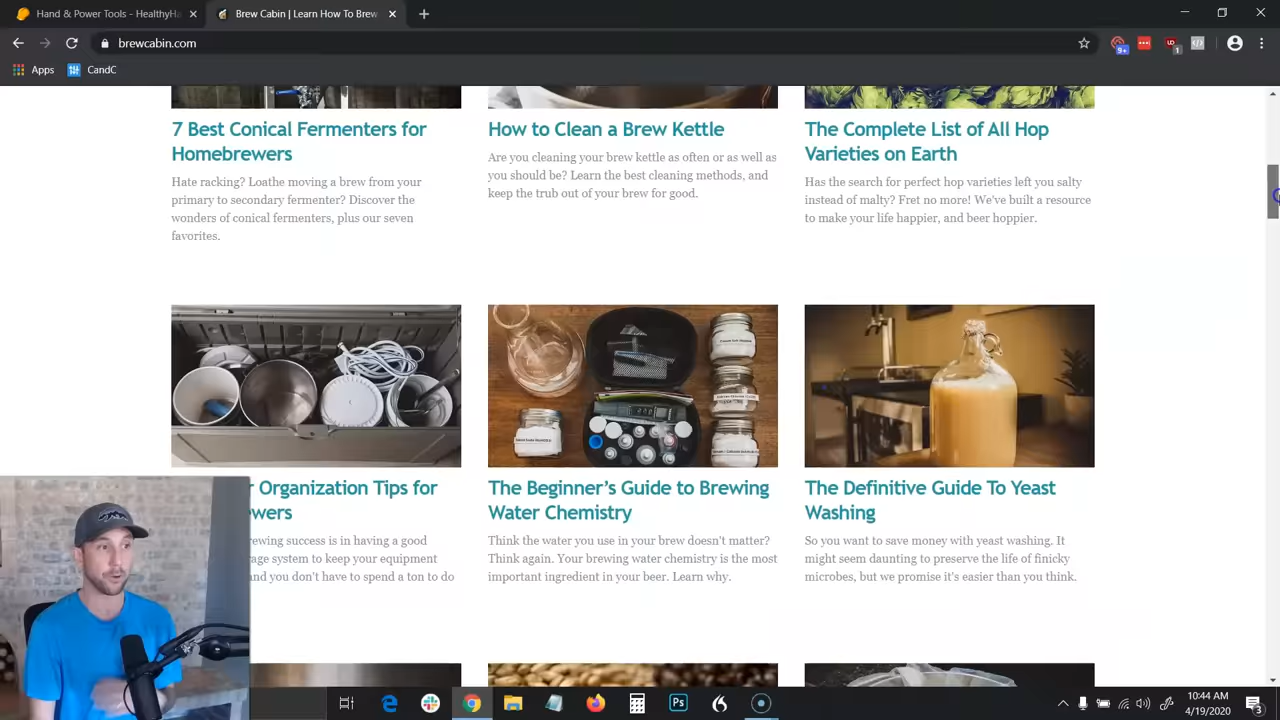 Hand & Power Tools - HealthyHa
Brew Cabin | Learn How To Brew
brewcabin.com
9+
1
Apps
CandC
7 Best Conical Fermenters for
Homebrewers
Hate racking? Loathe moving a brew from your
primary to secondary fermenter? Discover the
wonders of conical fermenters, plus our seven
favorites.
How to Clean a Brew Kettle
Are you cleaning your brew kettle as often or as well as
you should be? Learn the best cleaning methods, and
keep the trub out of your brew for good.
The Complete List of All Hop
Varieties on Earth
Has the search for perfect hop varieties left you salty
instead of malty? Fret no more! We've built a resource
to make your life happier, and beer hoppier.
Organization Tips for
ewing success is in having a good
age system to keep your equipment
and you don't have to spend a ton to do
The Beginner’s Guide to Brewing
Water Chemistry
Think the water you use in your brew doesn't matter?
Think again. Your brewing water chemistry is the most
important ingredient in your beer. Learn why.
The Definitive Guide To Yeast
Washing
So you want to save money with yeast washing. It
might seem daunting to preserve the life of finicky
microbes, but we promise it's easier than you think.
Ps
10:44 AM
4/19/2020
3